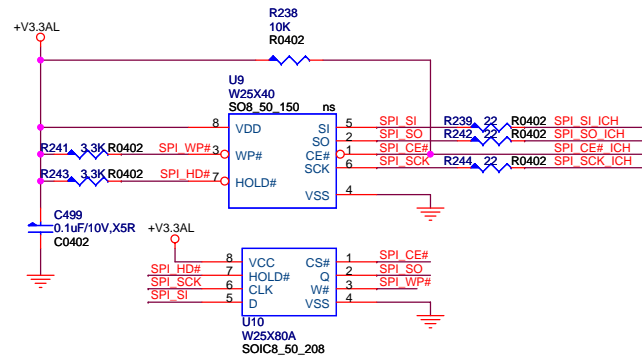 +V3.3AL
R238
10K
R0402
U9
W25X40
SO8_50_150 ns
8 VDD SI 5 SPI_SI R239 22 R0402 SPI_SI_ICH
SO 2 SPI_SO R242 22 R0402 SPI_SO_ICH
R241 3.3K R0402 SPI_WP# 3 WP# CE# 1 SPI_CE# SPI_CE#_ICH
SCK 6 SPI_SCK R244 22 R0402 SPI_SCK_ICH
R243 3.3K R0402 SPI_HD# 7 HOLD#
VSS 4
C499
0.1uF/10V,X5R
C0402
+V3.3AL
8 VCC CS# 1 SPI_CE#
SPI_HD# 7 HOLD# Q 2 SPI_SO
SPI_SCK 6 CLK W# 3 SPI_WP#
SPI_SI 5 D VSS 4
U10
W25X80A
SOIC8_50_208